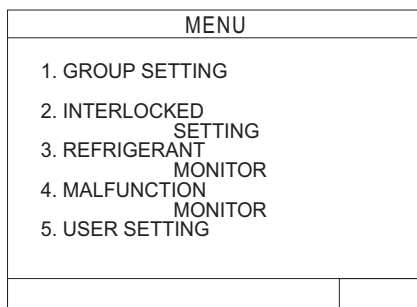 MENU
1. GROUP SETTING
2. INTERLOCKED
SETTING
3. REFRIGERANT
MONITOR
4. MALFUNCTION
MONITOR
5. USER SETTING